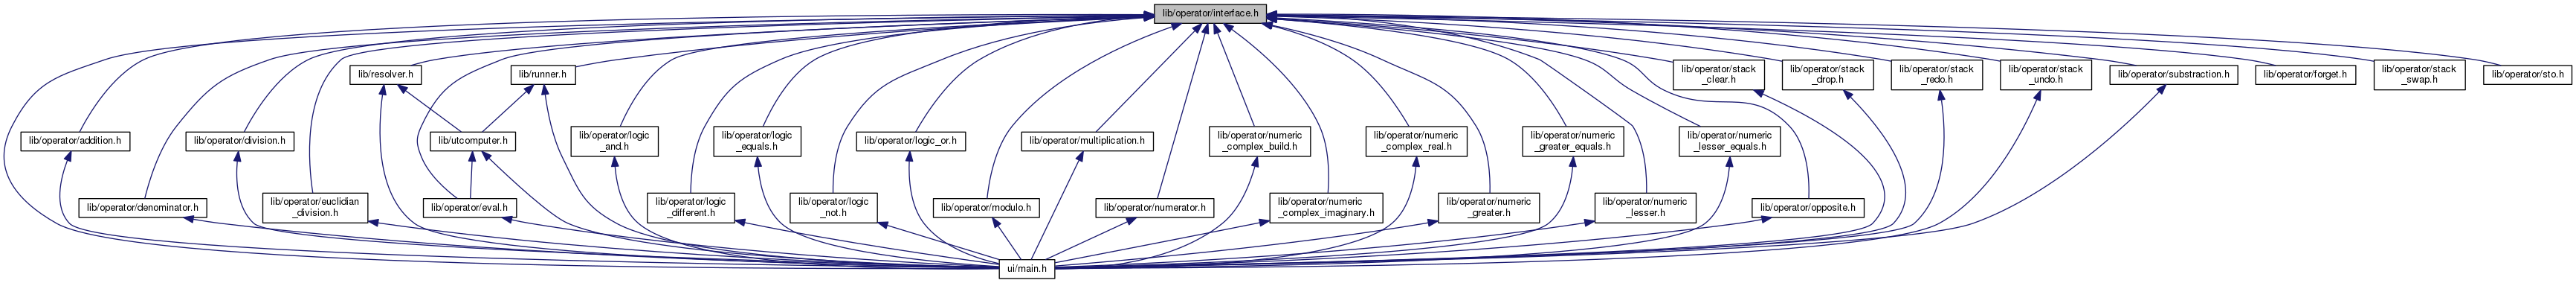 lib/operator/interface.h
lib/resolver.h
lib/runner.h
lib/operator/stack
_clear.h
lib/operator/stack
_drop.h
lib/operator/stack
_redo.h
lib/operator/stack
_undo.h
lib/operator/substraction.h
lib/operator/forget.h
lib/operator/stack
_swap.h
lib/operator/sto.h
lib/operator/addition.h
lib/operator/division.h
lib/utcomputer.h
lib/operator/logic
_and.h
lib/operator/logic
_equals.h
lib/operator/logic_or.h
lib/operator/multiplication.h
lib/operator/numeric
_complex_build.h
lib/operator/numeric
_complex_real.h
lib/operator/numeric
_greater_equals.h
lib/operator/numeric
_lesser_equals.h
lib/operator/denominator.h
lib/operator/euclidian
_division.h
lib/operator/eval.h
lib/operator/logic
_different.h
lib/operator/logic
_not.h
lib/operator/modulo.h
lib/operator/numerator.h
lib/operator/numeric
_complex_imaginary.h
lib/operator/numeric
_greater.h
lib/operator/numeric
_lesser.h
lib/operator/opposite.h
ui/main.h